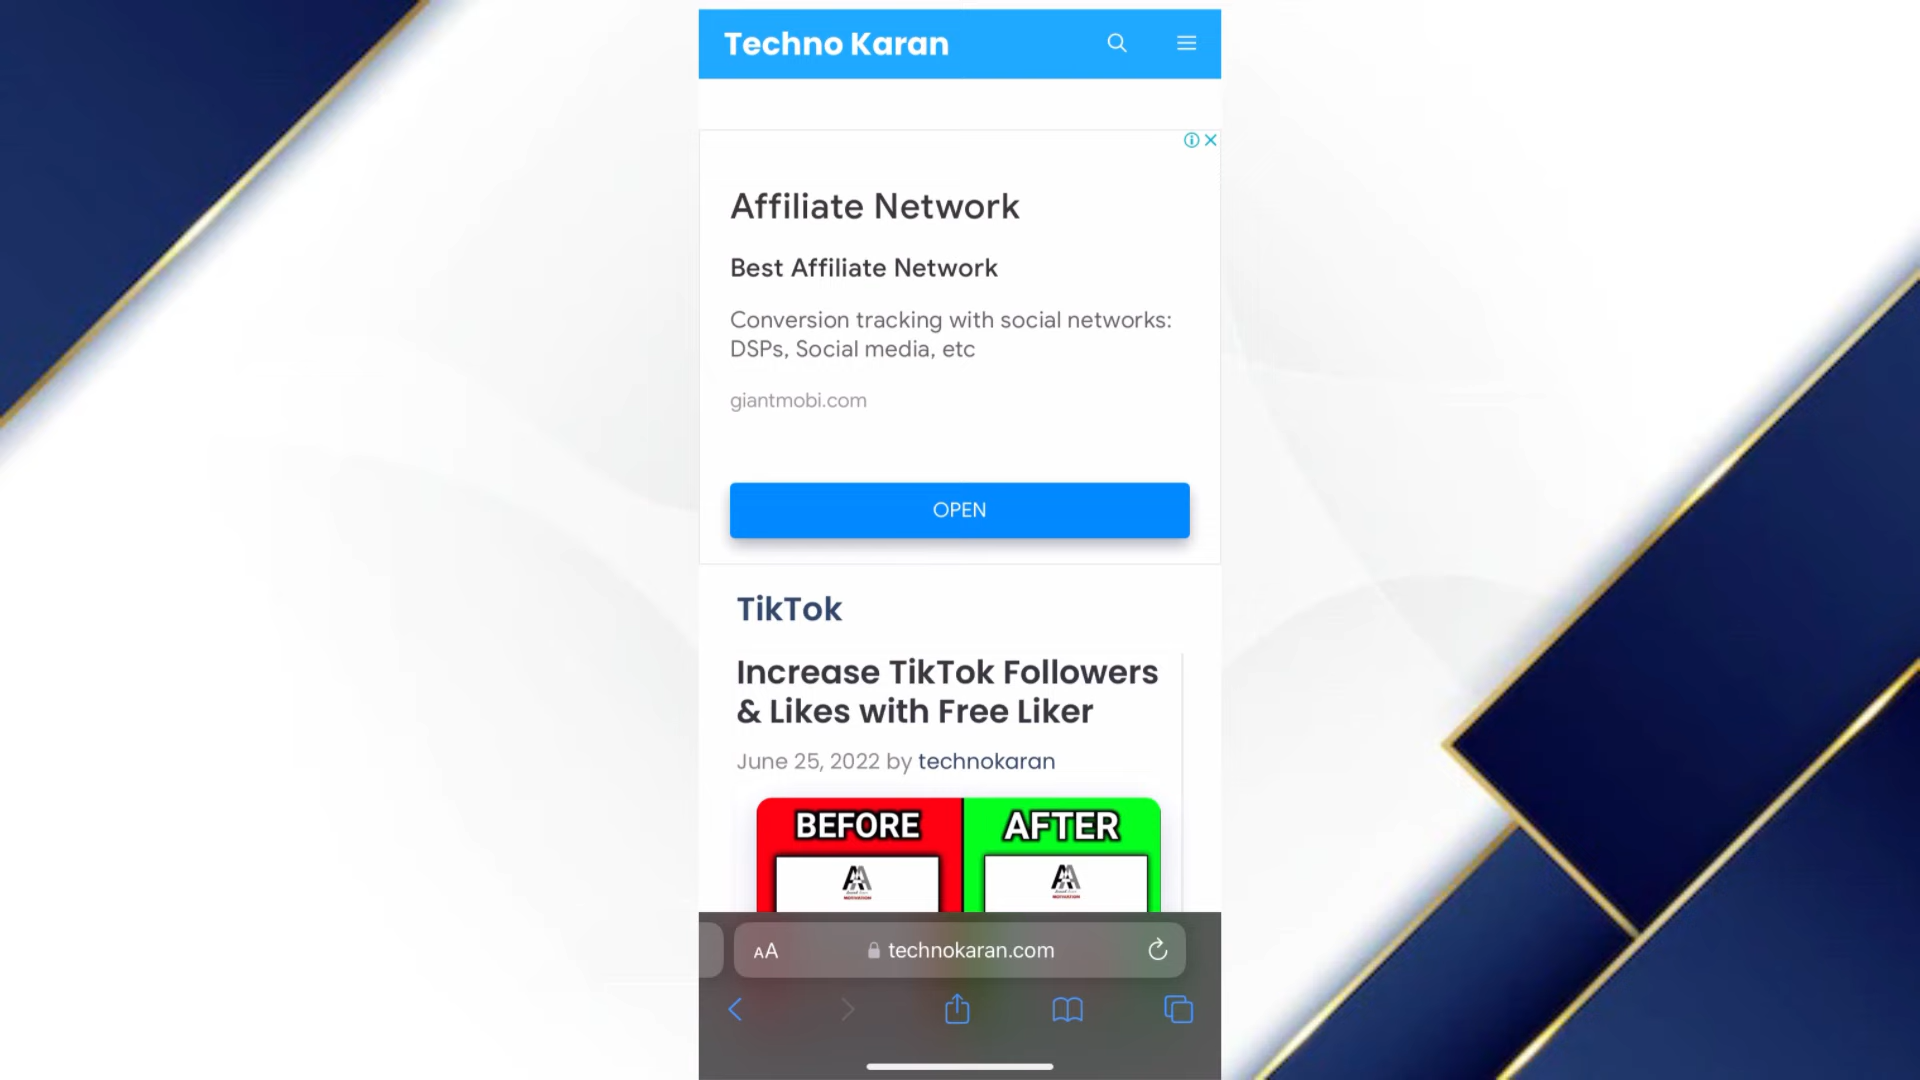 Techno Karan
Affiliate Network
Best Affiliate Network
Conversion tracking with social networks:
DSPs, Social media, etc
giantmobi.com
OPEN
TikTok
Increase TikTok Followers
& Likes with Free Liker
June 25, 2022 by technokaran
BEFORE
AFTER
AA
technokaran.com